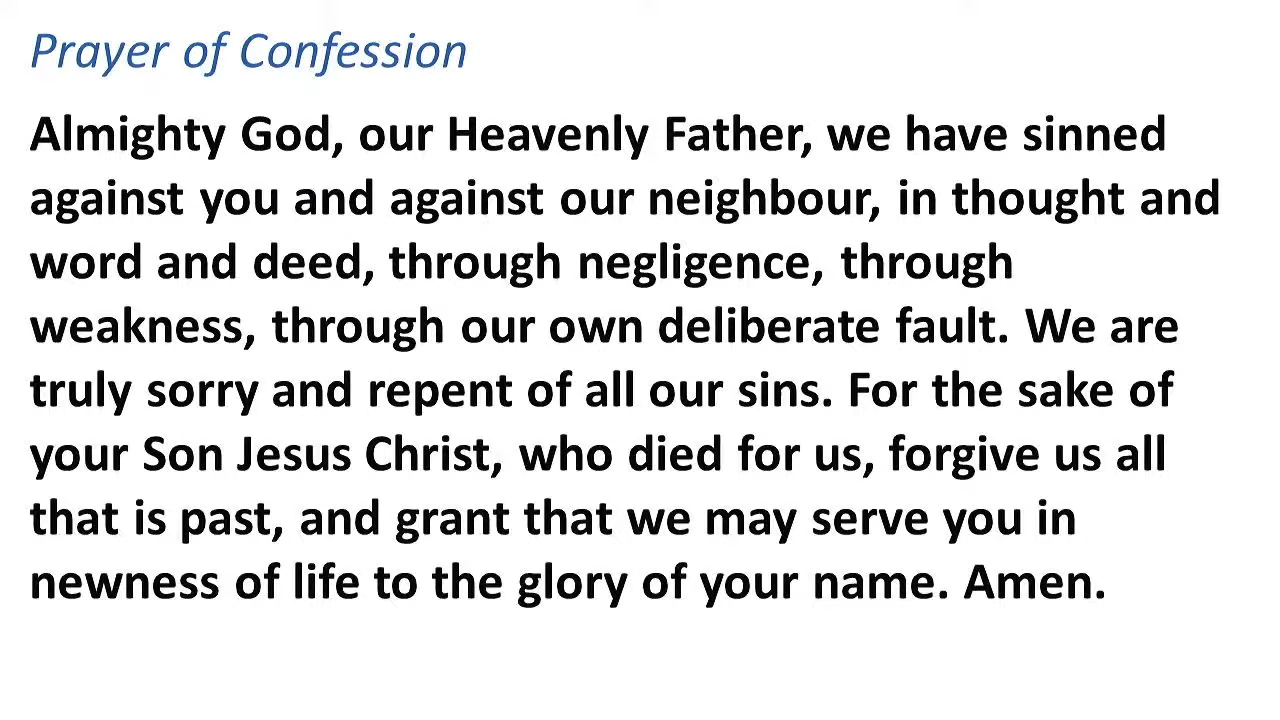 Prayer of Confession
Almighty God, our Heavenly Father, we have sinned
against you and against our neighbour, in thought and
word and deed, through negligence, through
weakness, through our own deliberate fault. We are
truly sorry and repent of all our sins. For the sake of
your Son Jesus Christ, who died for us, forgive us all
that is past, and grant that we may serve you in
newness of life to the glory of your name. Amen.